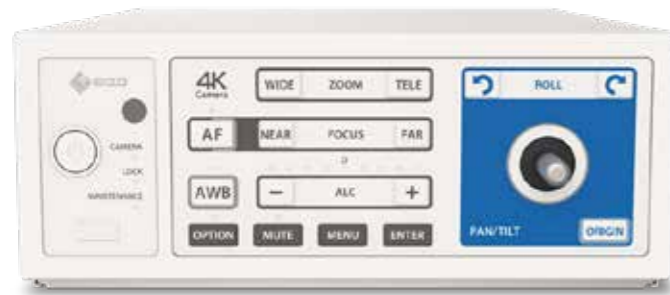 EIZO
CAMERA
LOCK
MAINTENANCE
4K
Camera
WIDE ZOOM TELE
AF NEAR FOCUS FAR
AWB − ALC +
OPTION MUTE MENU ENTER
ROLL
PAN/TILT ORIGIN